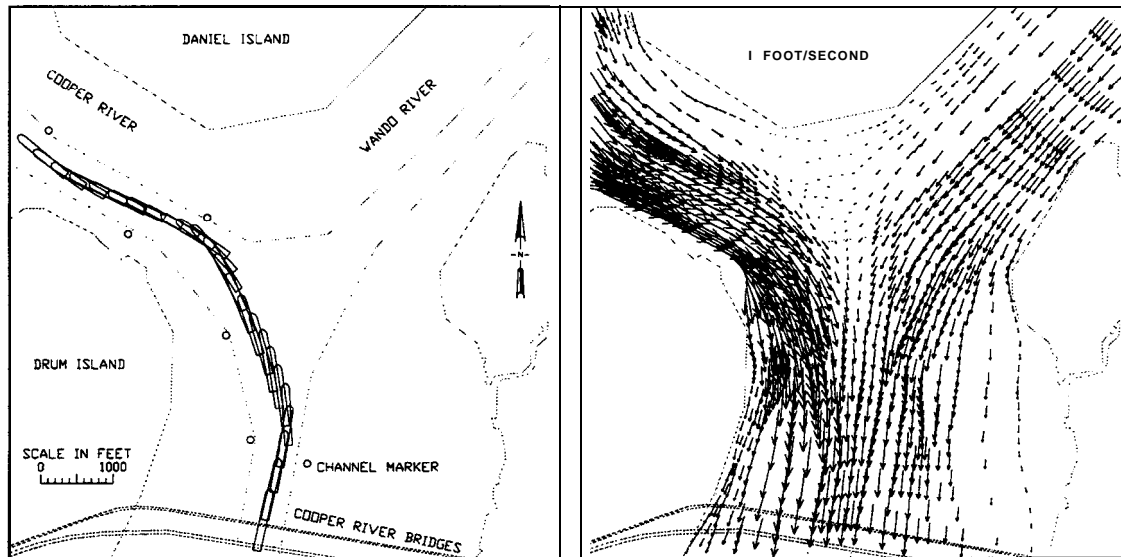 DANIEL ISLAND
COOPER RIVER
WANDO RIVER
N
DRUM ISLAND
SCALE IN FEET
0 1000
CHANNEL MARKER
COOPER RIVER BRIDGES
I FOOT/SECOND